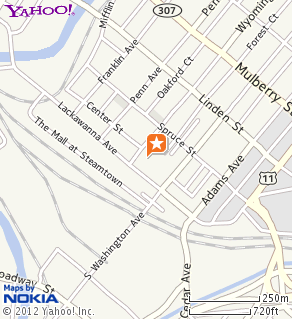 YAHOO!
307
Mifflin
Wyoming
Forest Ct
Franklin Ave
Penn Ave
Oakford Ct.
Mulberry
Linden St
Lackawanna Ave
Center St
Spruce St
The Mall at Steamtown
Adams Ave
11
S Washington Ave
Cedar Ave
oadway St
Maps by
NOKIA
250m
720ft
© 2012 Yahoo! Inc.